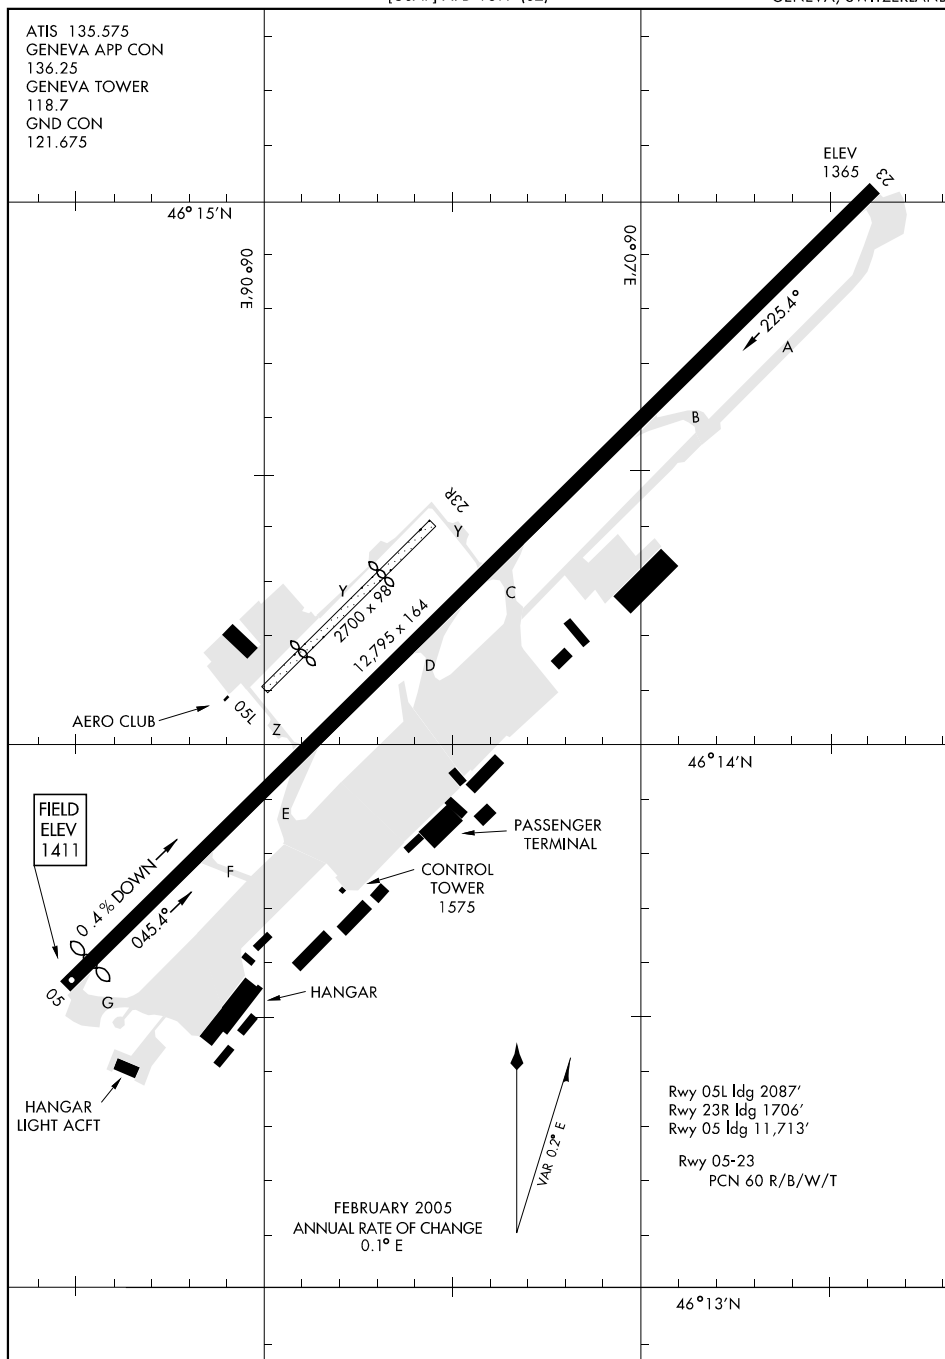 ATIS 135.575
GENEVA APP CON
136.25
GENEVA TOWER
118.7
GND CON
121.675
ELEV
1365
23
46°15'N
06°06'E
06°07'E
225.4°
A
B
23R
Y
Y
2700 x 98
C
12,795 x 164
D
05L
AERO CLUB
Z
46°14'N
FIELD
ELEV
1411
E
PASSENGER
TERMINAL
0.4% DOWN
F
CONTROL
TOWER
1575
045.4°
05
G
HANGAR
HANGAR
LIGHT ACFT
VAR 0.2° E
Rwy 05L ldg 2087'
Rwy 23R ldg 1706'
Rwy 05 ldg 11,713'
Rwy 05-23
PCN 60 R/B/W/T
FEBRUARY 2005
ANNUAL RATE OF CHANGE
0.1° E
46°13'N